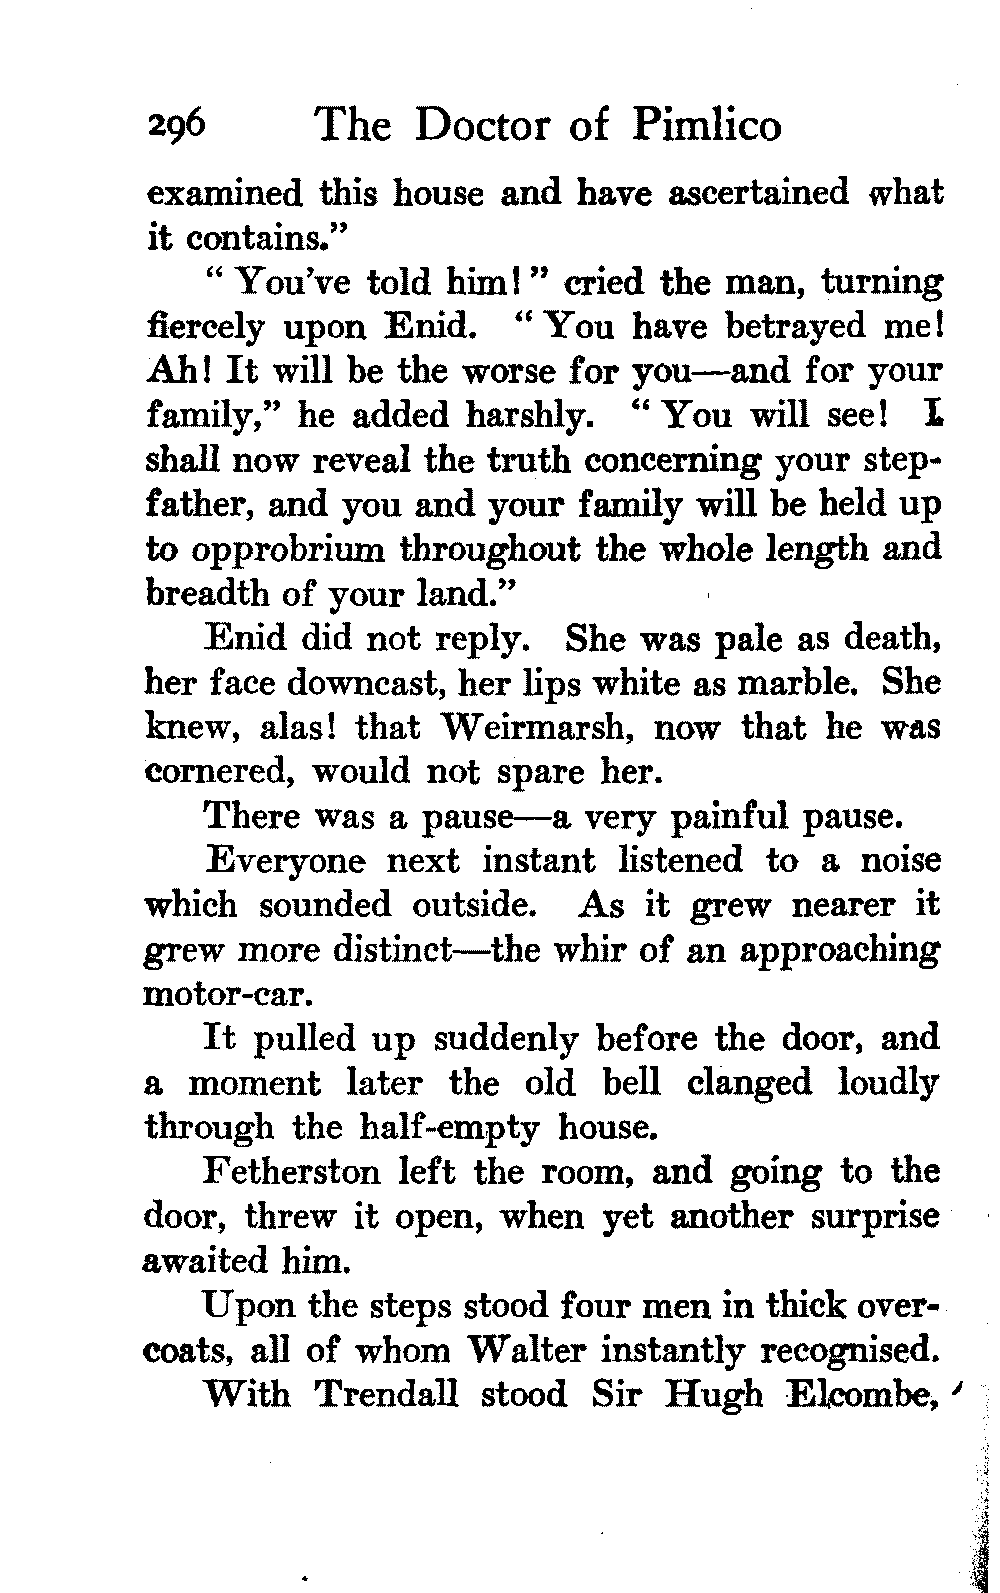 296 The Doctor of Pimlico
examined this house and have ascertained what
it contains."
" You've told him! " cried the man, turning
fiercely upon Enid. " You have betrayed me!
Ah! It will be the worse for you—and for your
family," he added harshly. " You will see! I
shall now reveal the truth concerning your step-
father, and you and your family will be held up
to opprobrium throughout the whole length and
breadth of your land."
Enid did not reply. She was pale as death,
her face downcast, her lips white as marble. She
knew, alas! that Weirmarsh, now that he was
cornered, would not spare her.
There was a pause—a very painful pause.
Everyone next instant listened to a noise
which sounded outside. As it grew nearer it
grew more distinct—the whir of an approaching
motor-car.
It pulled up suddenly before the door, and
a moment later the old bell clanged loudly
through the half-empty house.
Fetherston left the room, and going to the
door, threw it open, when yet another surprise
awaited him.
Upon the steps stood four men in thick over-
coats, all of whom Walter instantly recognised.
With Trendall stood Sir Hugh Elcombe,